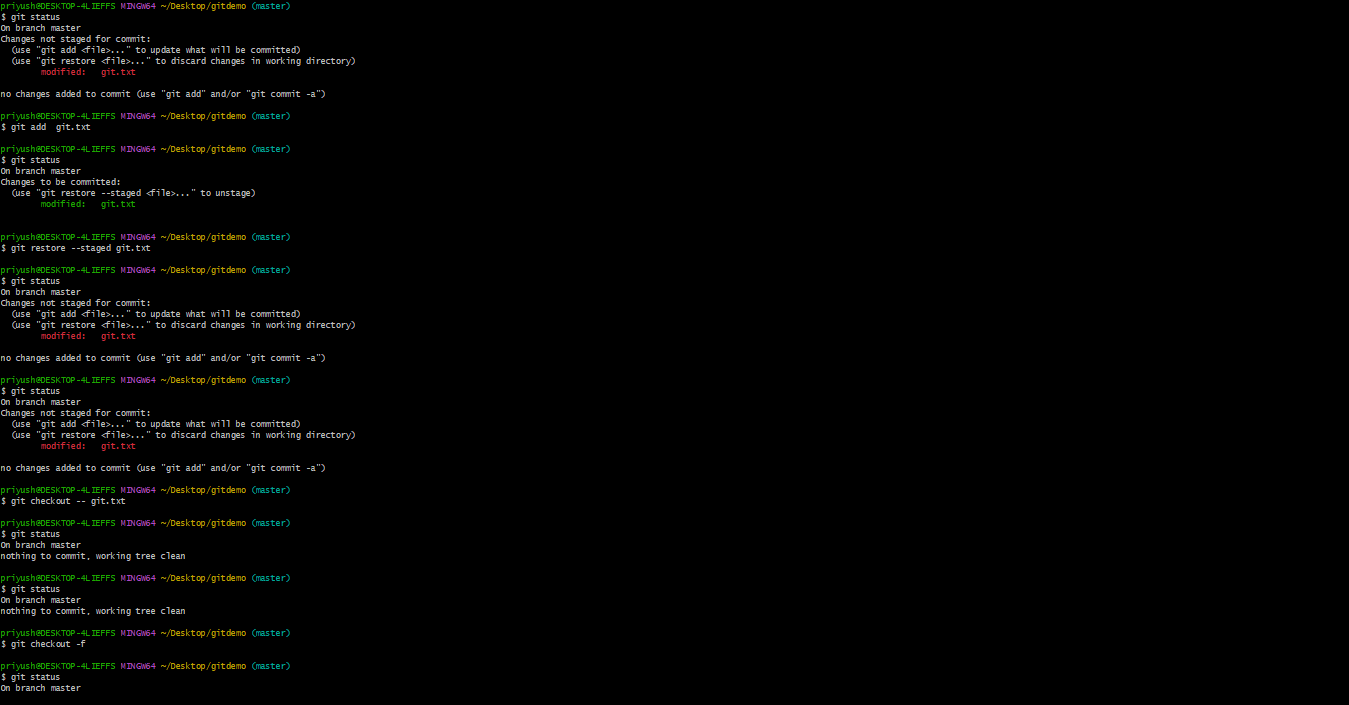 priyush@DESKTOP-4LIEFFS MINGW64 ~/Desktop/gitdemo (master)
$ git status
On branch master
Changes not staged for commit:
  (use "git add <file>..." to update what will be committed)
  (use "git restore <file>..." to discard changes in working directory)
        modified:   git.txt

no changes added to commit (use "git add" and/or "git commit -a")

priyush@DESKTOP-4LIEFFS MINGW64 ~/Desktop/gitdemo (master)
$ git add  git.txt

priyush@DESKTOP-4LIEFFS MINGW64 ~/Desktop/gitdemo (master)
$ git status
On branch master
Changes to be committed:
  (use "git restore --staged <file>..." to unstage)
        modified:   git.txt


priyush@DESKTOP-4LIEFFS MINGW64 ~/Desktop/gitdemo (master)
$ git restore --staged git.txt

priyush@DESKTOP-4LIEFFS MINGW64 ~/Desktop/gitdemo (master)
$ git status
On branch master
Changes not staged for commit:
  (use "git add <file>..." to update what will be committed)
  (use "git restore <file>..." to discard changes in working directory)
        modified:   git.txt

no changes added to commit (use "git add" and/or "git commit -a")

priyush@DESKTOP-4LIEFFS MINGW64 ~/Desktop/gitdemo (master)
$ git status
On branch master
Changes not staged for commit:
  (use "git add <file>..." to update what will be committed)
  (use "git restore <file>..." to discard changes in working directory)
        modified:   git.txt

no changes added to commit (use "git add" and/or "git commit -a")

priyush@DESKTOP-4LIEFFS MINGW64 ~/Desktop/gitdemo (master)
$ git checkout -- git.txt

priyush@DESKTOP-4LIEFFS MINGW64 ~/Desktop/gitdemo (master)
$ git status
On branch master
nothing to commit, working tree clean

priyush@DESKTOP-4LIEFFS MINGW64 ~/Desktop/gitdemo (master)
$ git status
On branch master
nothing to commit, working tree clean

priyush@DESKTOP-4LIEFFS MINGW64 ~/Desktop/gitdemo (master)
$ git checkout -f

priyush@DESKTOP-4LIEFFS MINGW64 ~/Desktop/gitdemo (master)
$ git status
On branch master